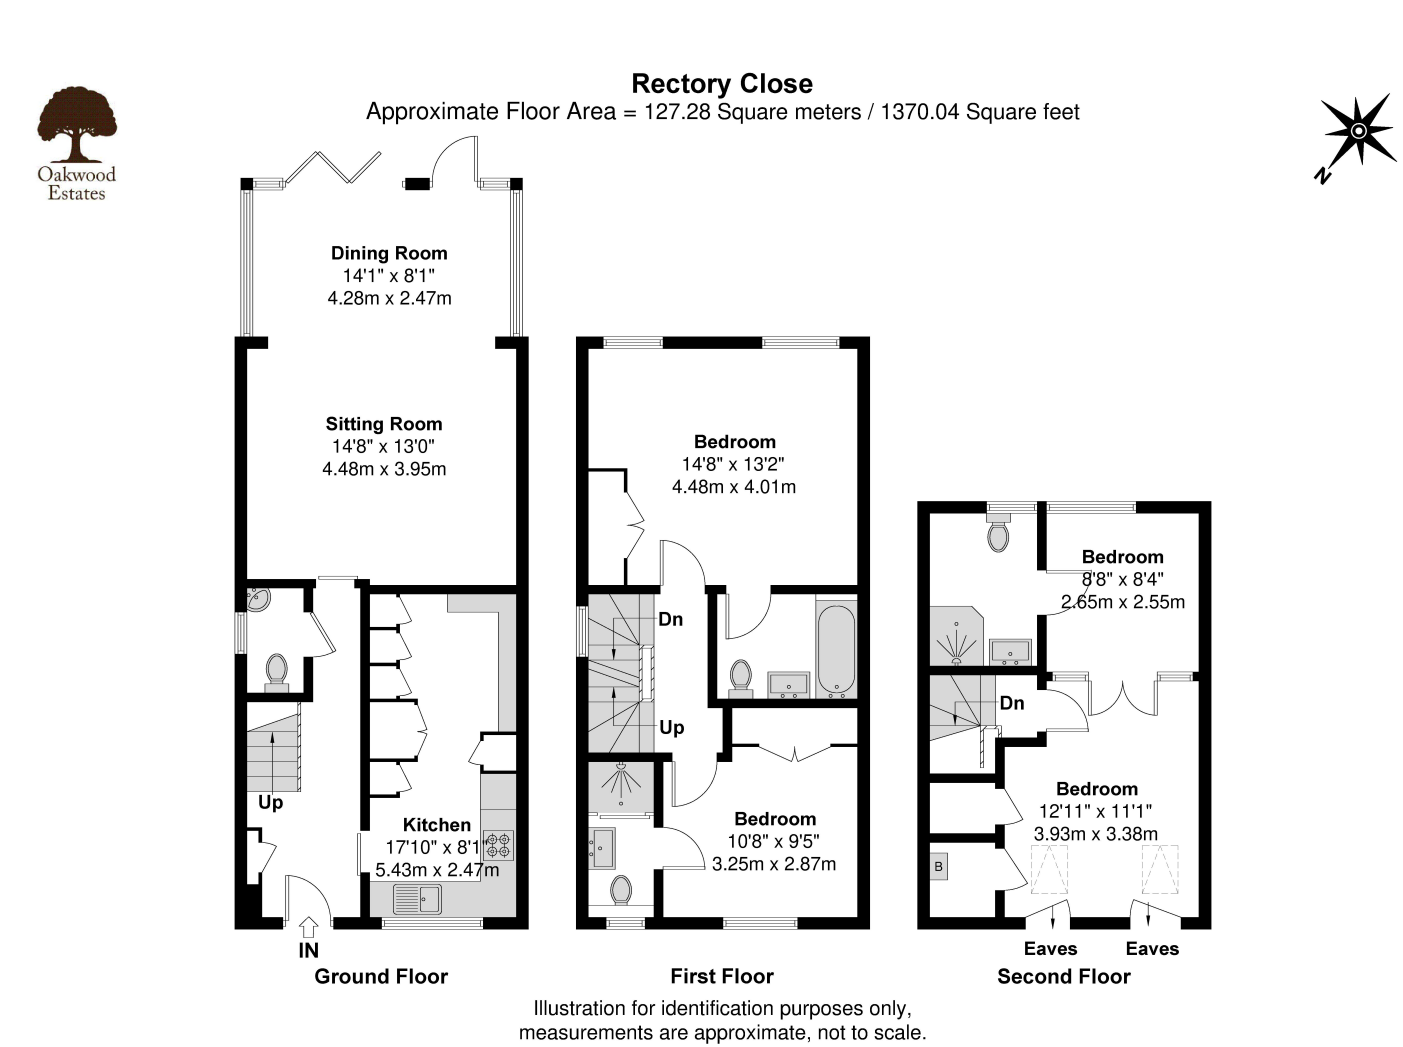 Rectory Close
Approximate Floor Area = 127.28 Square meters / 1370.04 Square feet
Oakwood
Estates
N
Dining Room
14'1" x 8'1"
4.28m x 2.47m
Sitting Room
14'8" x 13'0"
4.48m x 3.95m
Up
Kitchen
17'10" x 8'1"
5.43m x 2.47m
IN
Ground Floor
Bedroom
14'8" x 13'2"
4.48m x 4.01m
Dn
Up
Bedroom
10'8" x 9'5"
3.25m x 2.87m
First Floor
Bedroom
8'8" x 8'4"
2.65m x 2.55m
Dn
Bedroom
12'11" x 11'1"
3.93m x 3.38m
B
Eaves
Eaves
Second Floor
Illustration for identification purposes only,
measurements are approximate, not to scale.